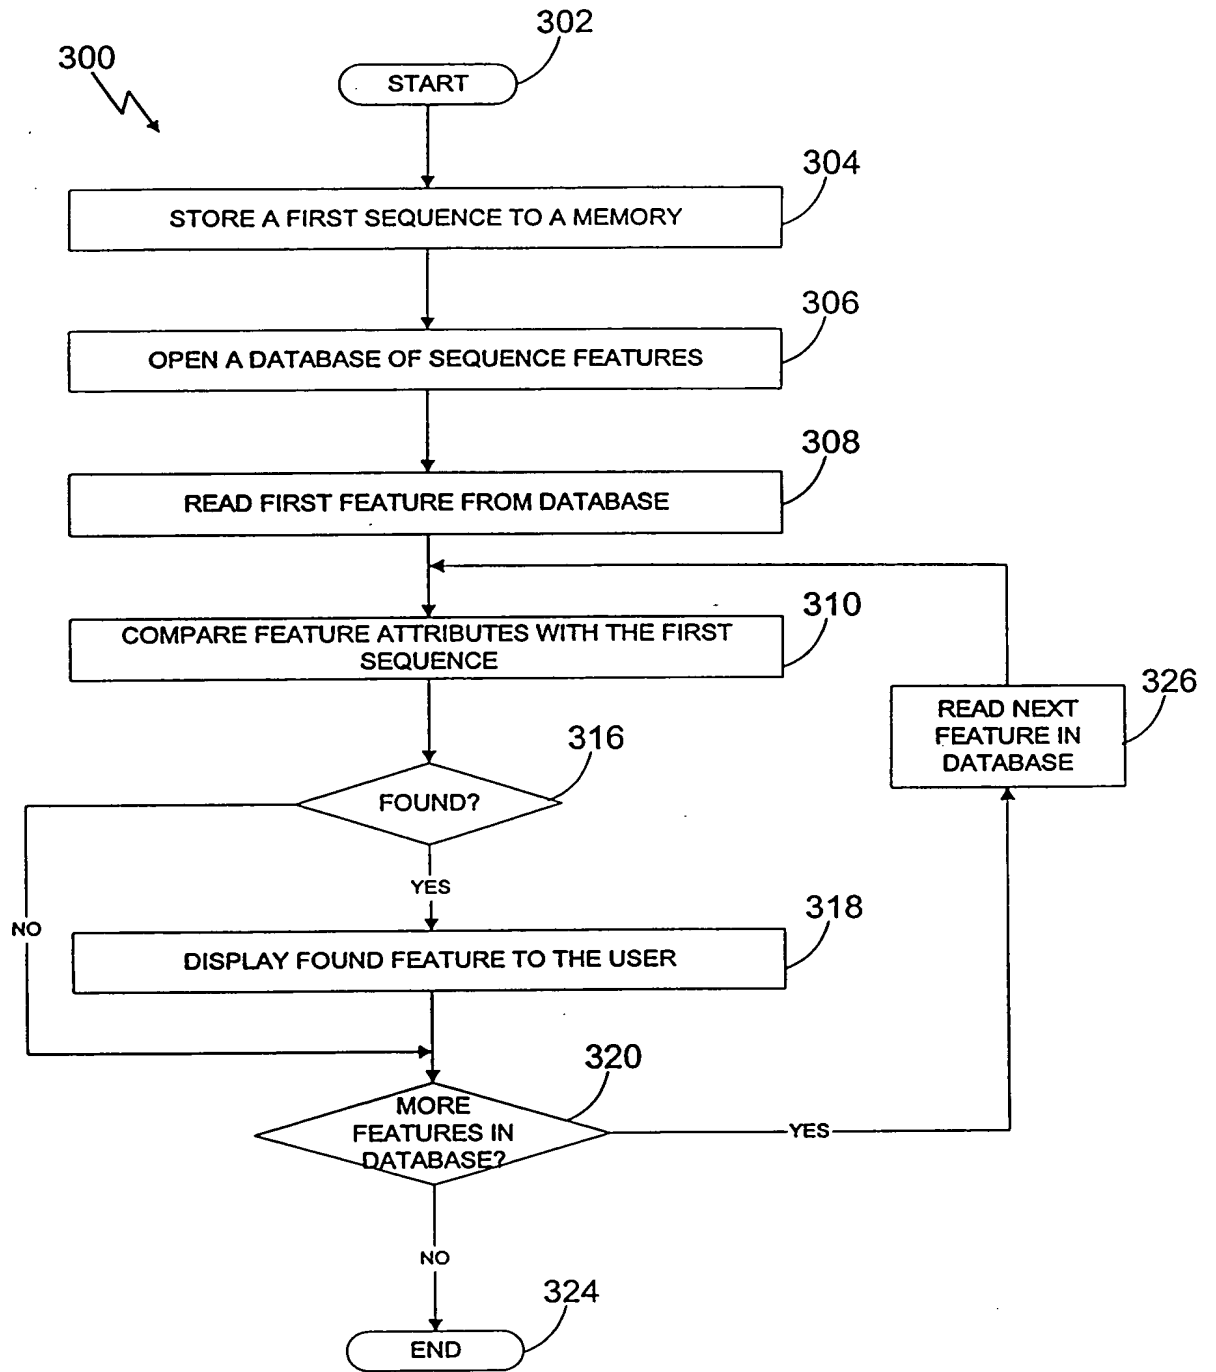 302
300
START
304
STORE A FIRST SEQUENCE TO A MEMORY
306
OPEN A DATABASE OF SEQUENCE FEATURES
308
READ FIRST FEATURE FROM DATABASE
310
COMPARE FEATURE ATTRIBUTES WITH THE FIRST
SEQUENCE
326
READ NEXT
FEATURE IN
DATABASE
316
FOUND?
YES
NO
318
DISPLAY FOUND FEATURE TO THE USER
320
MORE
FEATURES IN
DATABASE?
YES
NO
324
END